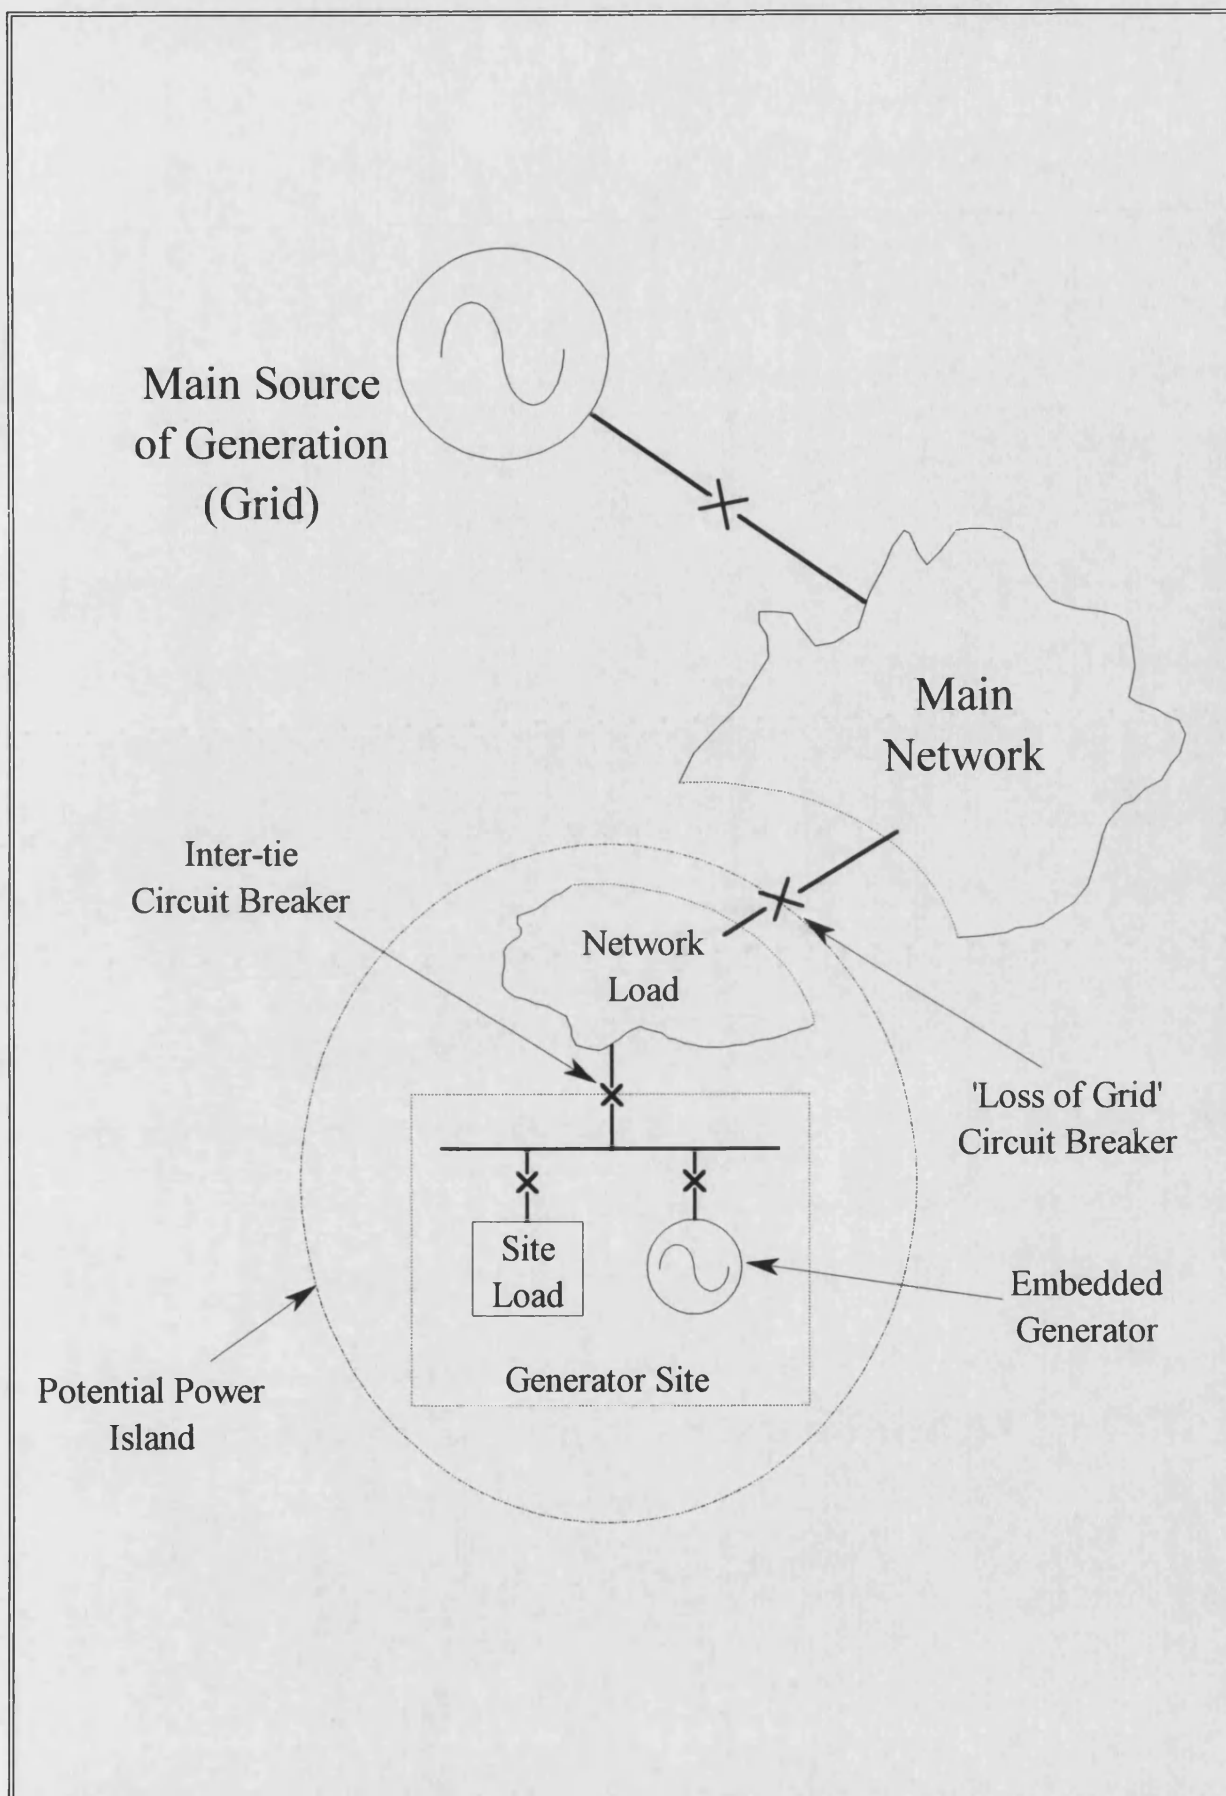 Main Source
of Generation
(Grid)
Main
Network
Inter-tie
Circuit Breaker
Network
Load
'Loss of Grid'
Circuit Breaker
Site
Load
Embedded
Generator
Generator Site
Potential Power
Island